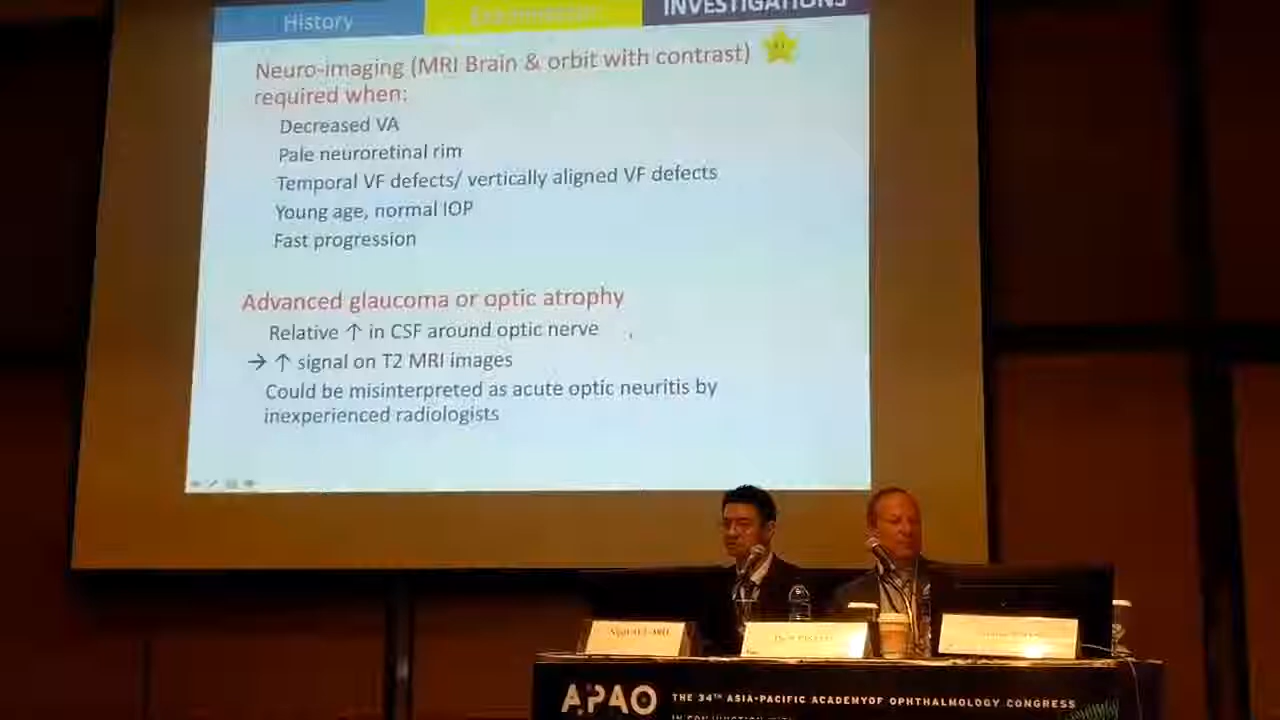 History
INVESTIGATIONS
Neuro-imaging (MRI Brain & orbit with contrast)
required when:
Decreased VA
Pale neuroretinal rim
Temporal VF defects/ vertically aligned VF defects
Young age, normal IOP
Fast progression
Advanced glaucoma or optic atrophy
Relative ↑ in CSF around optic nerve
→ ↑ signal on T2 MRI images
Could be misinterpreted as acute optic neuritis by
inexperienced radiologists
APAO
THE 34TH ASIA-PACIFIC ACADEMYOF OPHTHALMOLOGY CONGRESS